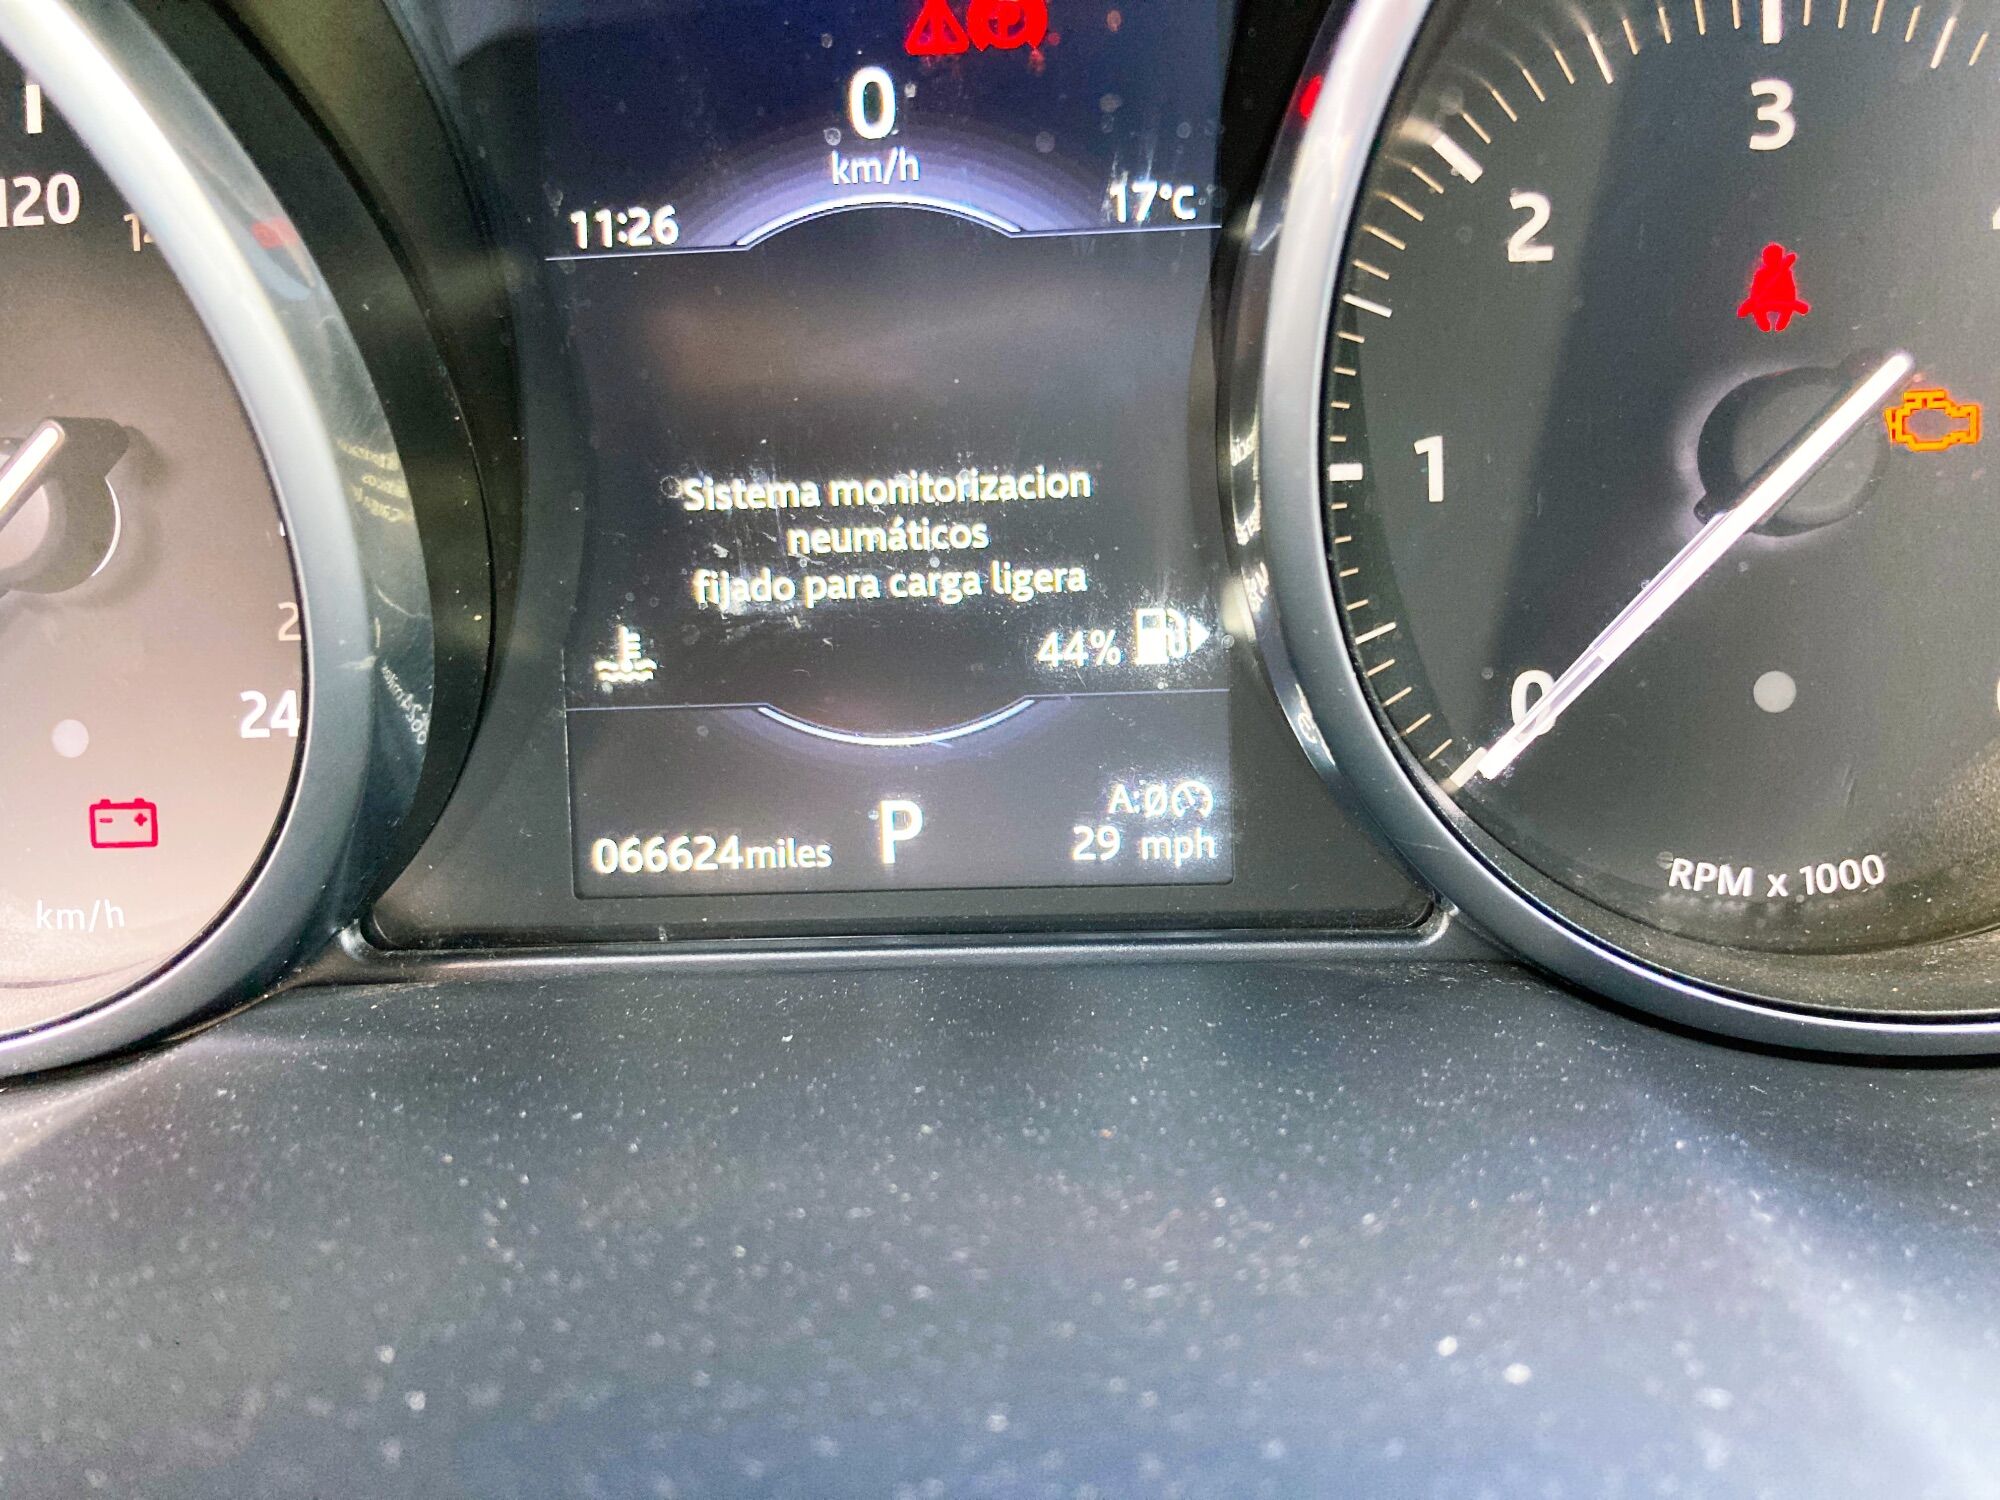 0
km/h
11:26
17°C
Sistema monitorizacion
neumáticos
fijado para carga ligera
44%
066624miles
P
A:Ø
29 mph
120
24
km/h
0
1
2
3
RPM x 1000